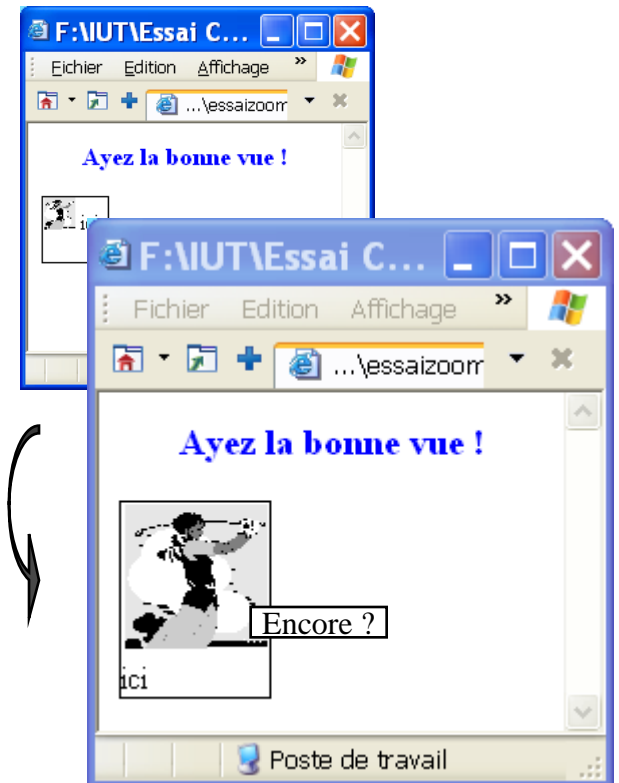 F:\IUT\Essai C...
Fichier Edition Affichage »
...\essaizoom
Ayez la bonne vue !
ici
F:\IUT\Essai C...
Fichier Edition Affichage »
...\essaizoom
Ayez la bonne vue !
Encore ?
ici
Poste de travail